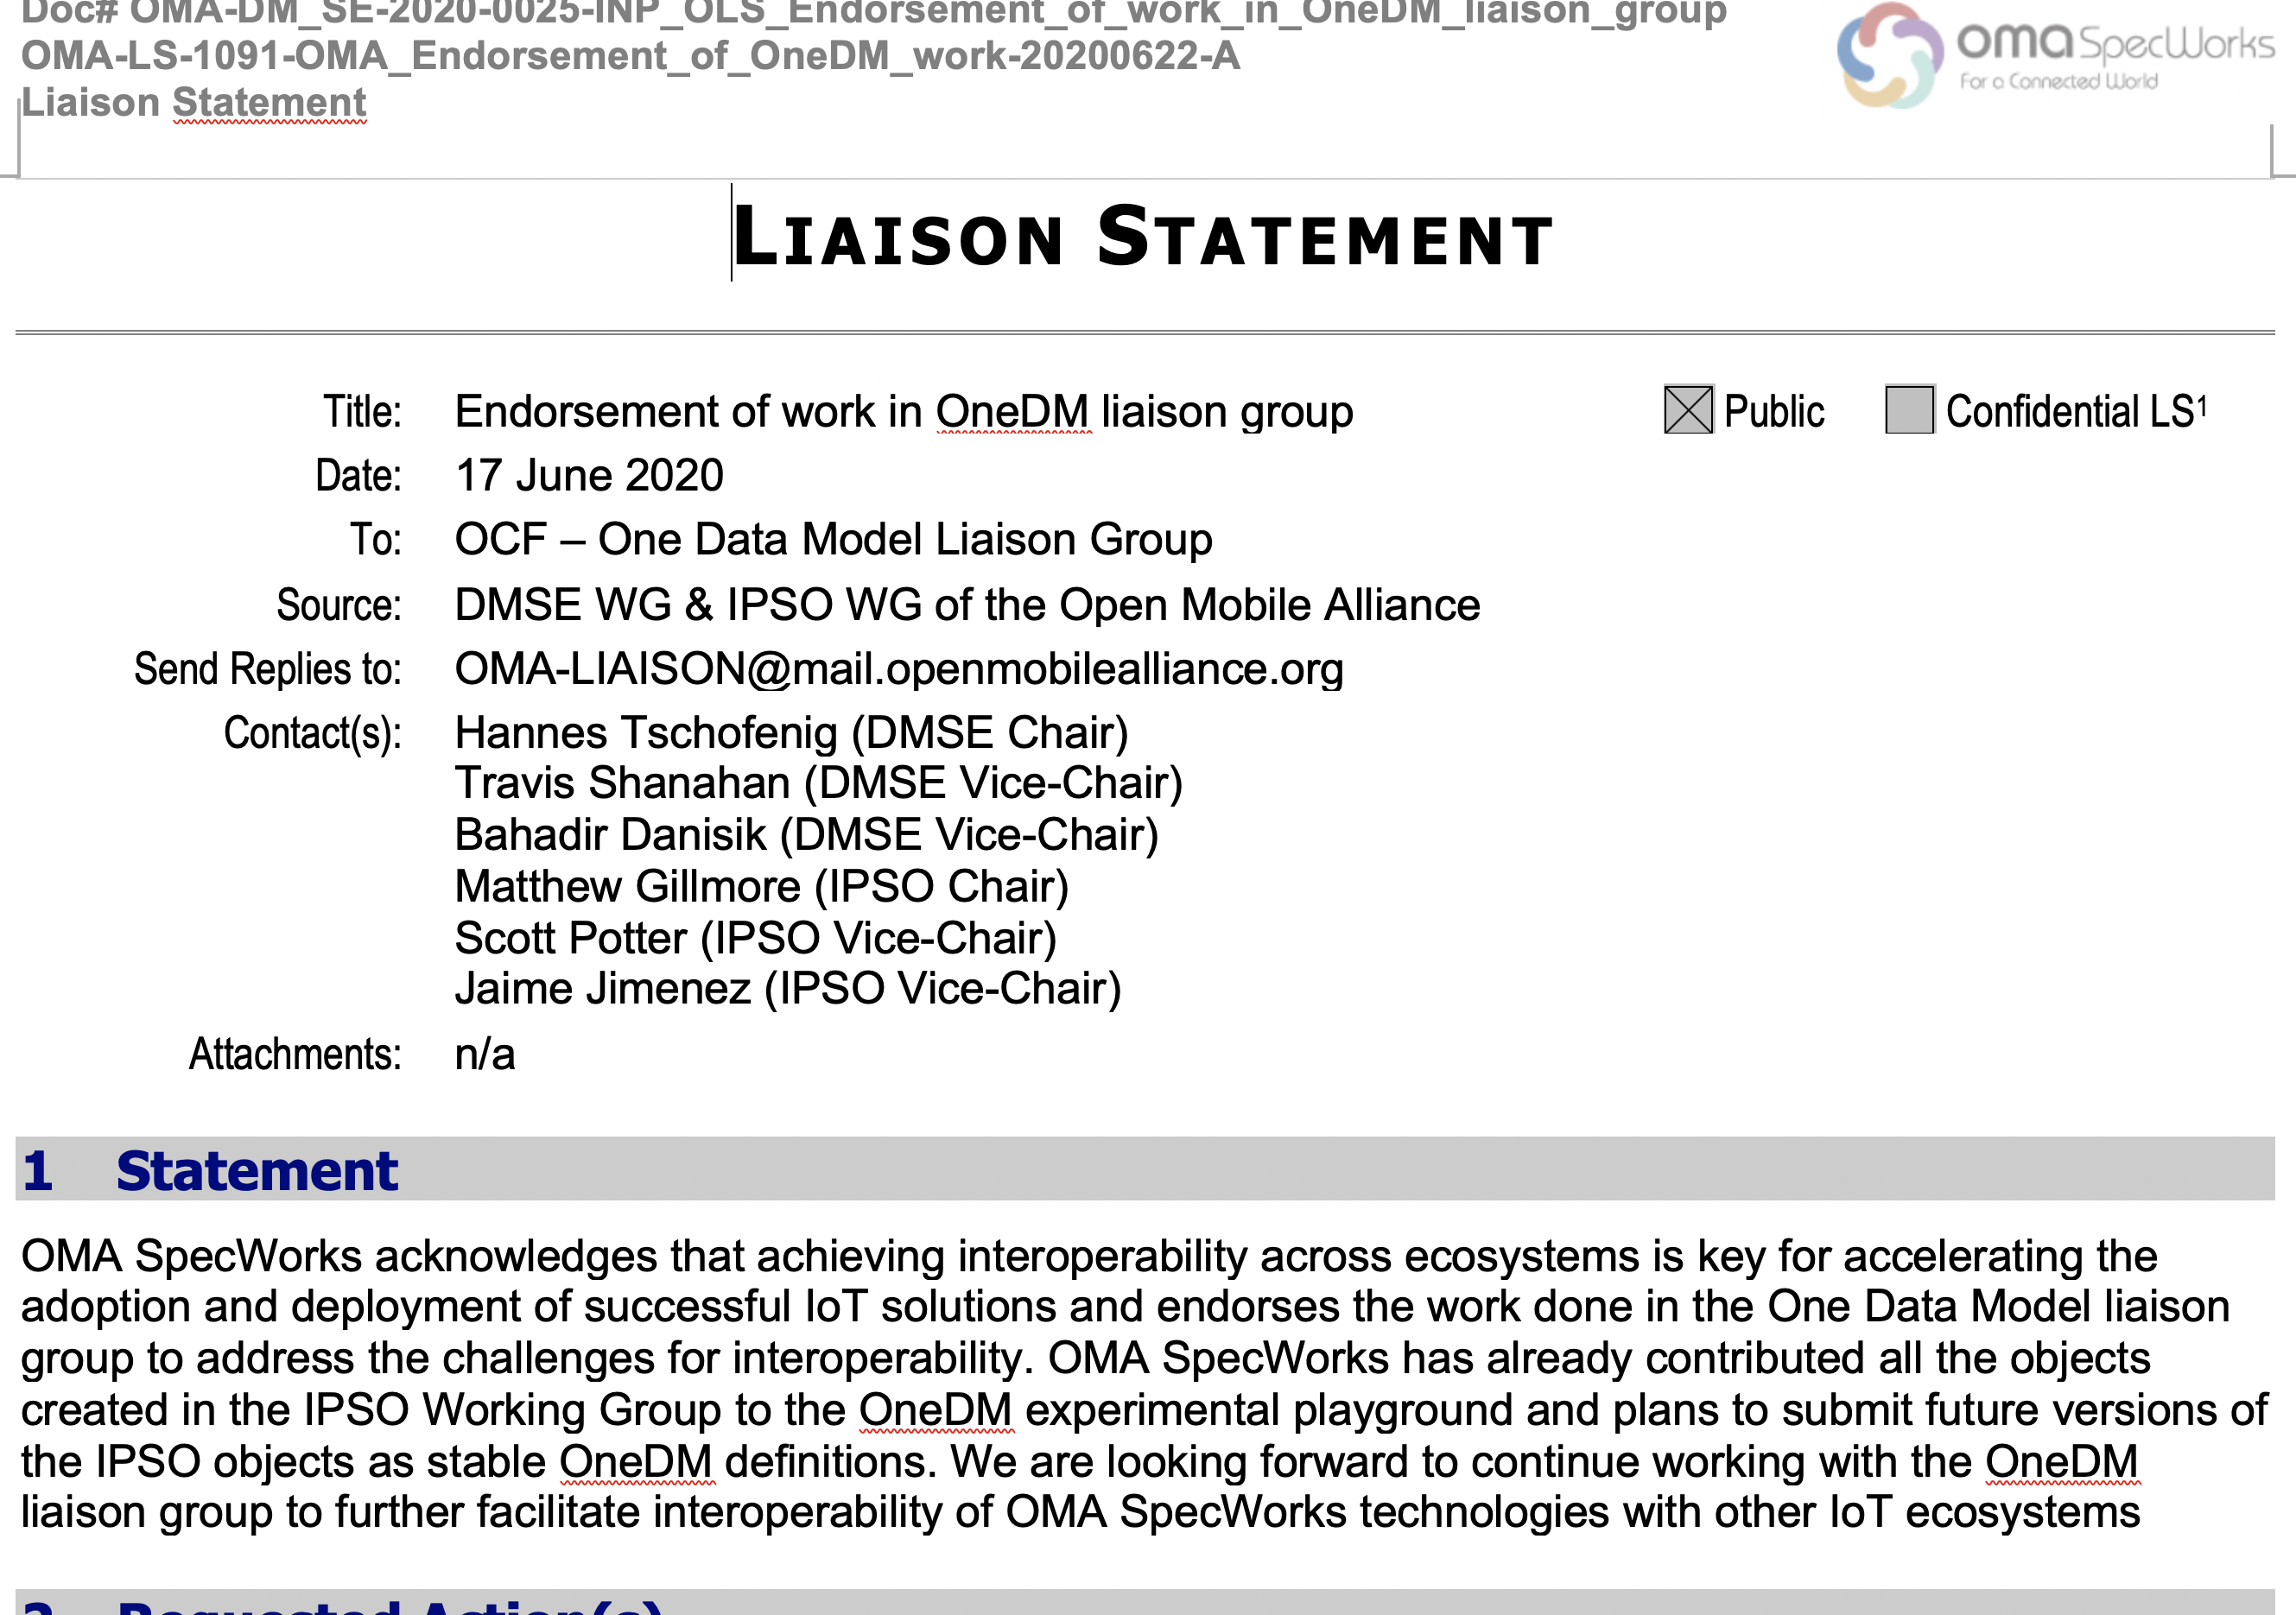 Doc# OMA-DM_SE-2020-0025-INP_OLS_Endorsement_of_work_in_OneDM_liaison_group
OMA-LS-1091-OMA_Endorsement_of_OneDM_work-20200622-A
Liaison Statement
oma SpecWorks
For a Connected World
LIAISON STATEMENT
Title: Endorsement of work in OneDM liaison group Public Confidential LS1
Date: 17 June 2020
To: OCF – One Data Model Liaison Group
Source: DMSE WG & IPSO WG of the Open Mobile Alliance
Send Replies to: OMA-LIAISON@mail.openmobilealliance.org
Contact(s): Hannes Tschofenig (DMSE Chair)
Travis Shanahan (DMSE Vice-Chair)
Bahadir Danisik (DMSE Vice-Chair)
Matthew Gillmore (IPSO Chair)
Scott Potter (IPSO Vice-Chair)
Jaime Jimenez (IPSO Vice-Chair)
Attachments: n/a
1 Statement
OMA SpecWorks acknowledges that achieving interoperability across ecosystems is key for accelerating the
adoption and deployment of successful IoT solutions and endorses the work done in the One Data Model liaison
group to address the challenges for interoperability. OMA SpecWorks has already contributed all the objects
created in the IPSO Working Group to the OneDM experimental playground and plans to submit future versions of
the IPSO objects as stable OneDM definitions. We are looking forward to continue working with the OneDM
liaison group to further facilitate interoperability of OMA SpecWorks technologies with other IoT ecosystems
2 Requested Action(s)